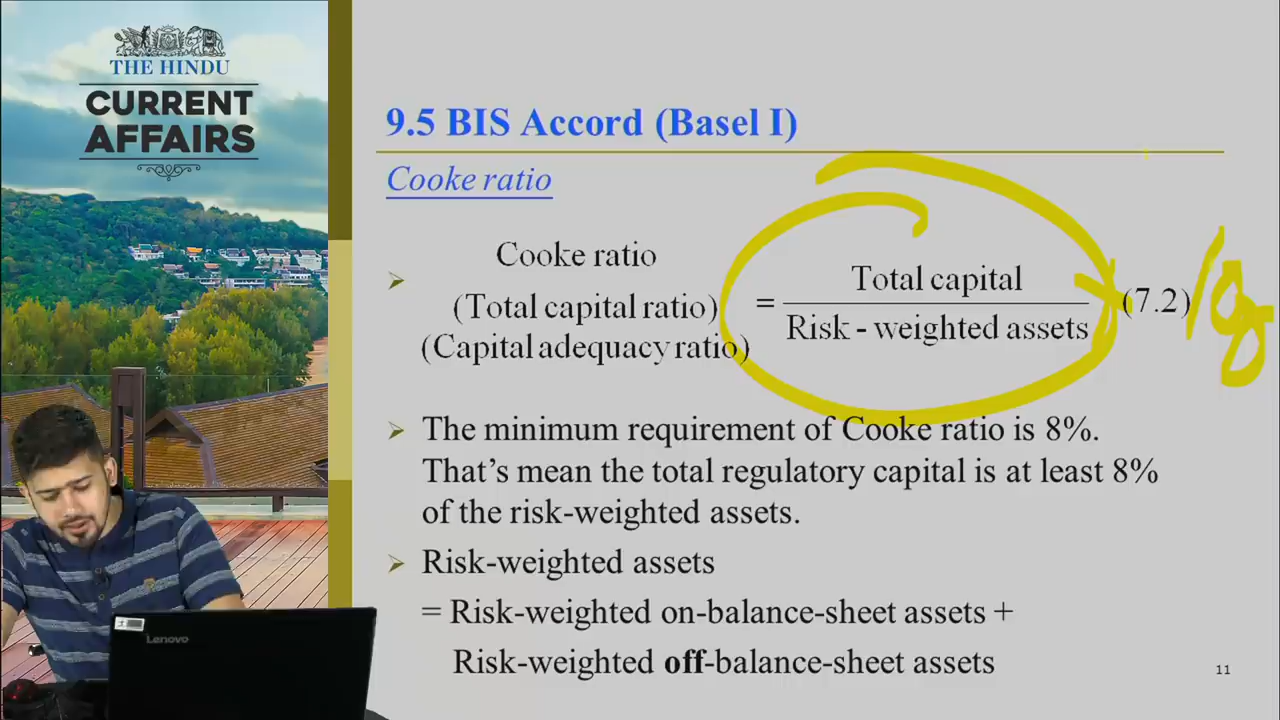 THE HINDU
CURRENT
AFFAIRS
9.5 BIS Accord (Basel I)
Cooke ratio
Cooke ratio
(Total capital ratio)
(Capital adequacy ratio)
= Total capital
Risk - weighted assets
(7.2)
The minimum requirement of Cooke ratio is 8%.
That's mean the total regulatory capital is at least 8%
of the risk-weighted assets.
Risk-weighted assets
= Risk-weighted on-balance-sheet assets +
Risk-weighted off-balance-sheet assets
Lenovo
11